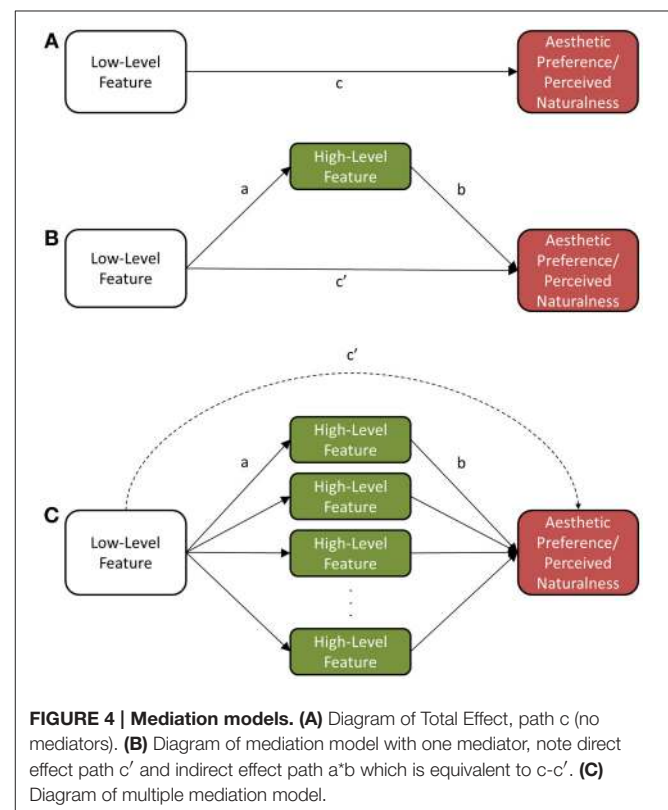 A
Low-Level
Feature
c
Aesthetic
Preference/
Perceived
Naturalness
High-Level
Feature
a
b
B
Low-Level
Feature
c′
Aesthetic
Preference/
Perceived
Naturalness
c′
High-Level
Feature
a
b
High-Level
Feature
C
Low-Level
Feature
High-Level
Feature
Aesthetic
Preference/
Perceived
Naturalness
High-Level
Feature
FIGURE 4 | Mediation models. (A) Diagram of Total Effect, path c (no
mediators). (B) Diagram of mediation model with one mediator, note direct
effect path c′ and indirect effect path a*b which is equivalent to c-c′. (C)
Diagram of multiple mediation model.